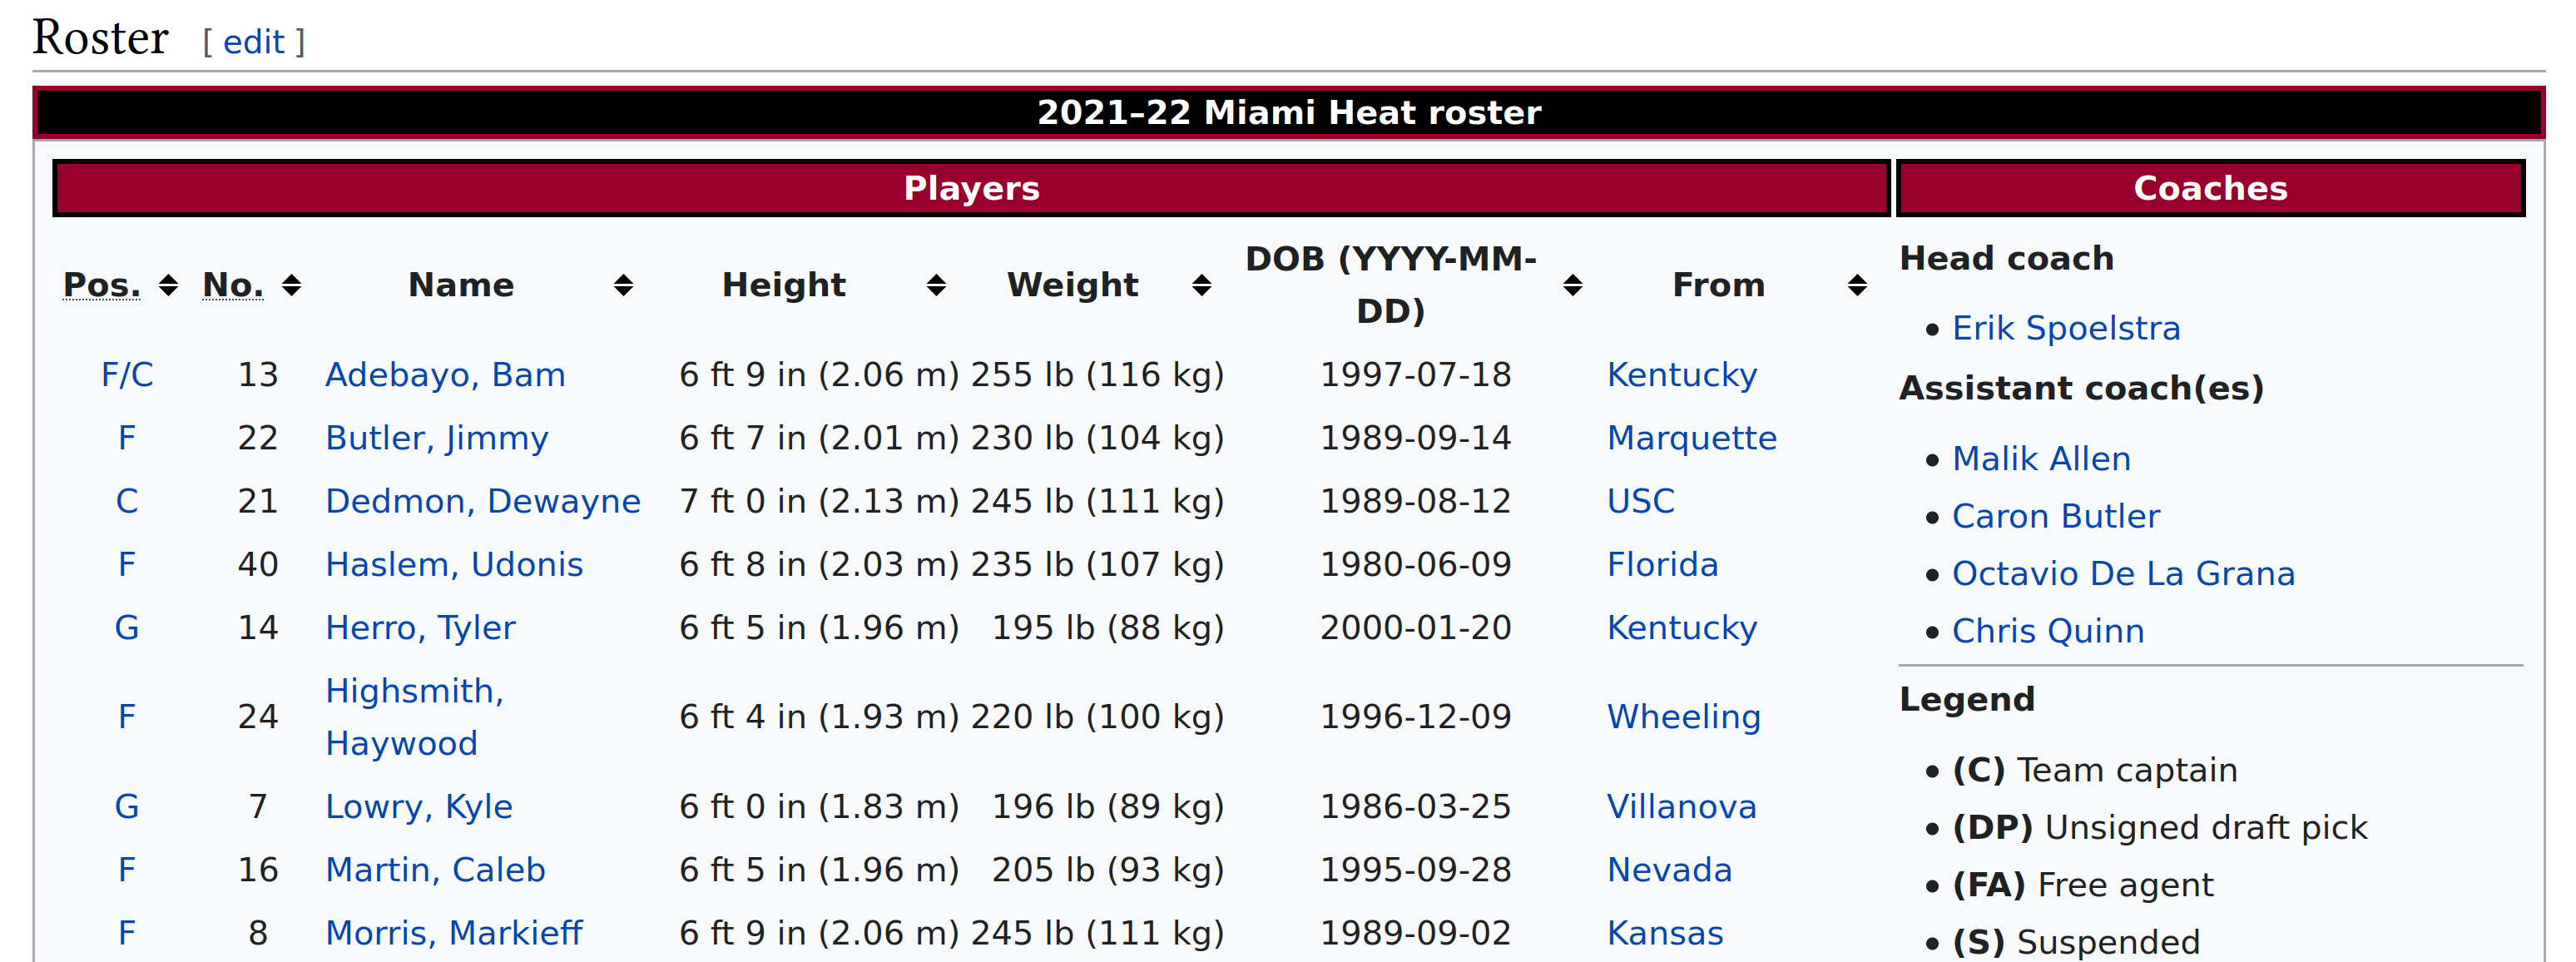 Roster [ edit ]
2021–22 Miami Heat roster
Players
Pos. No. Name Height Weight DOB (YYYY-MM-
DD) From
F/C 13 Adebayo, Bam 6 ft 9 in (2.06 m) 255 lb (116 kg) 1997-07-18 Kentucky
F 22 Butler, Jimmy 6 ft 7 in (2.01 m) 230 lb (104 kg) 1989-09-14 Marquette
C 21 Dedmon, Dewayne 7 ft 0 in (2.13 m) 245 lb (111 kg) 1989-08-12 USC
F 40 Haslem, Udonis 6 ft 8 in (2.03 m) 235 lb (107 kg) 1980-06-09 Florida
G 14 Herro, Tyler 6 ft 5 in (1.96 m) 195 lb (88 kg) 2000-01-20 Kentucky
F 24 Highsmith,
Haywood 6 ft 4 in (1.93 m) 220 lb (100 kg) 1996-12-09 Wheeling
G 7 Lowry, Kyle 6 ft 0 in (1.83 m) 196 lb (89 kg) 1986-03-25 Villanova
F 16 Martin, Caleb 6 ft 5 in (1.96 m) 205 lb (93 kg) 1995-09-28 Nevada
F 8 Morris, Markieff 6 ft 9 in (2.06 m) 245 lb (111 kg) 1989-09-02 Kansas
Coaches
Head coach
• Erik Spoelstra
Assistant coach(es)
• Malik Allen
• Caron Butler
• Octavio De La Grana
• Chris Quinn
Legend
• (C) Team captain
• (DP) Unsigned draft pick
• (FA) Free agent
• (S) Suspended